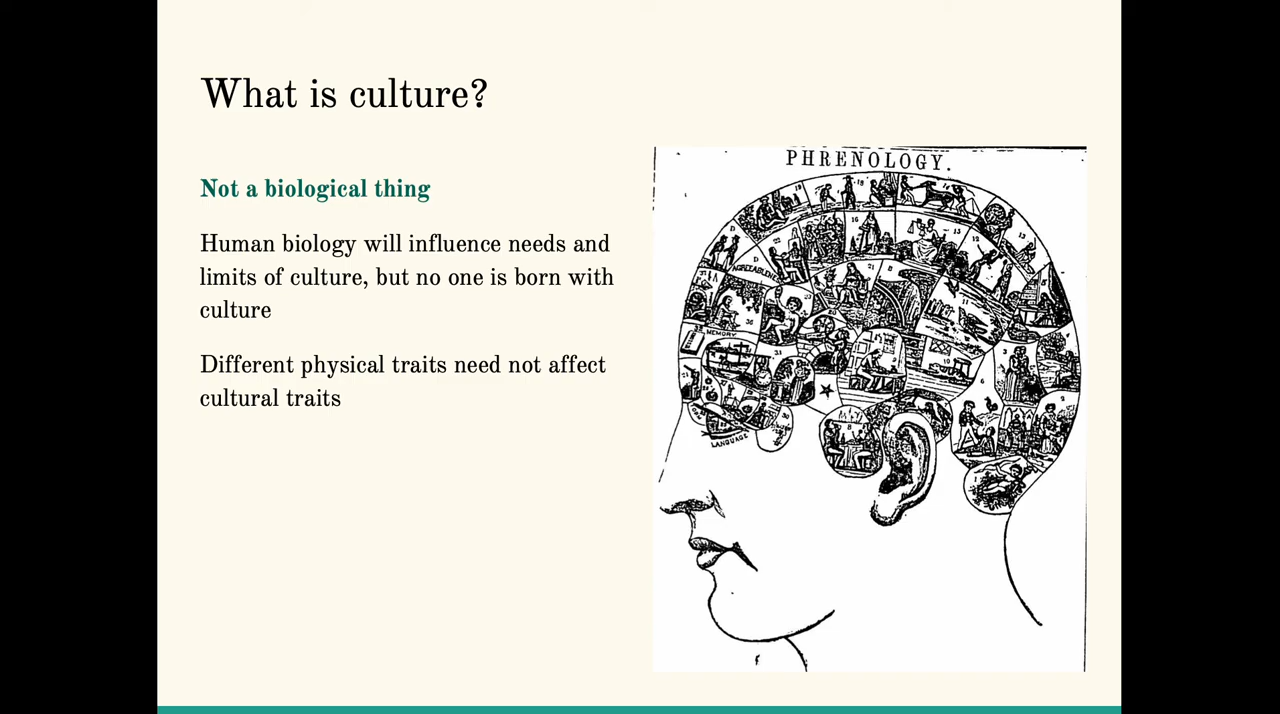 What is culture?
Not a biological thing
Human biology will influence needs and
limits of culture, but no one is born with
culture
Different physical traits need not affect
cultural traits
PHRENOLOGY.
MEMORY
LANGUAGE